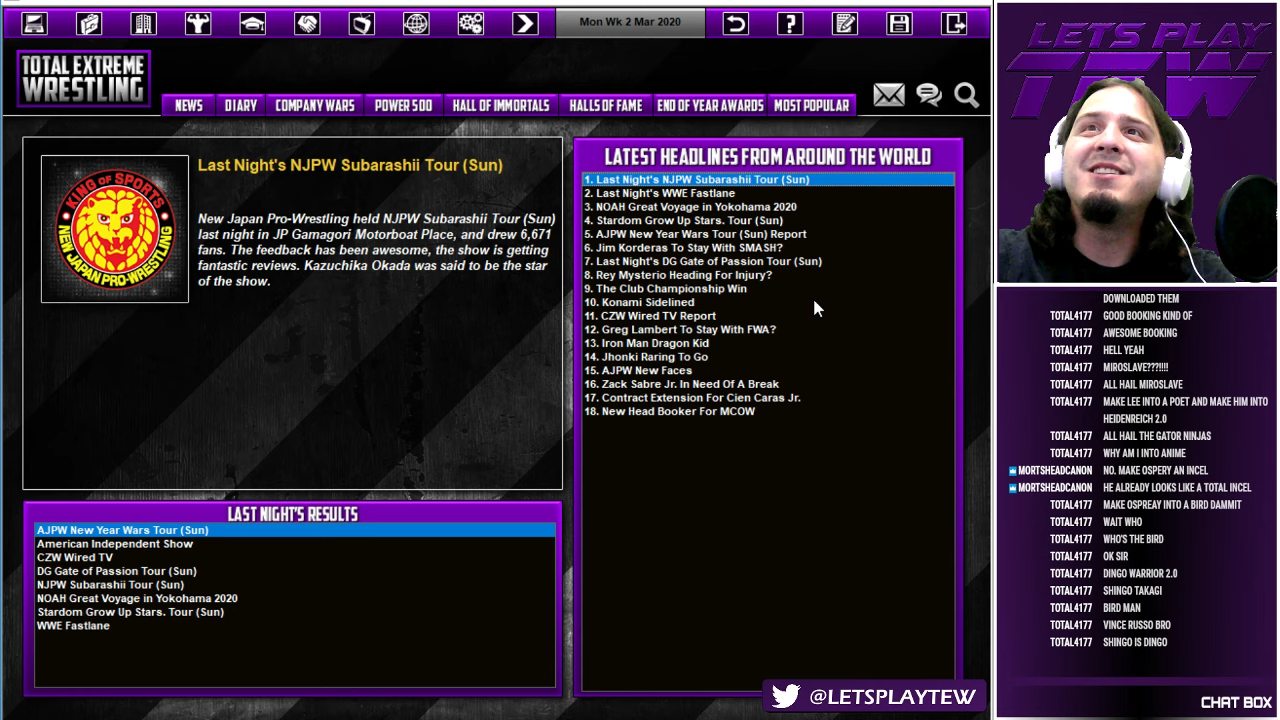 Mon Wk 2 Mar 2020
TOTAL EXTREME
WRESTLING
NEWS
DIARY
COMPANY WARS
POWER 500
HALL OF IMMORTALS
HALLS OF FAME
END OF YEAR AWARDS
MOST POPULAR
KING OF SPORTS
NEW JAPAN PRO-WRESTLING
Last Night's NJPW Subarashii Tour (Sun)
New Japan Pro-Wrestling held NJPW Subarashii Tour (Sun)
last night in JP Gamagori Motorboat Place, and drew 6,671
fans. The feedback has been awesome, the show is getting
fantastic reviews. Kazuchika Okada was said to be the star
of the show.
LAST NIGHT'S RESULTS
AJPW New Year Wars Tour (Sun)
American Independent Show
CZW Wired TV
DG Gate of Passion Tour (Sun)
NJPW Subarashii Tour (Sun)
NOAH Great Voyage in Yokohama 2020
Stardom Grow Up Stars. Tour (Sun)
WWE Fastlane
LATEST HEADLINES FROM AROUND THE WORLD
1. Last Night's NJPW Subarashii Tour (Sun)
2. Last Night's WWE Fastlane
3. NOAH Great Voyage in Yokohama 2020
4. Stardom Grow Up Stars. Tour (Sun)
5. AJPW New Year Wars Tour (Sun) Report
6. Jim Korderas To Stay With SMASH?
7. Last Night's DG Gate of Passion Tour (Sun)
8. Rey Mysterio Heading For Injury?
9. The Club Championship Win
10. Konami Sidelined
11. CZW Wired TV Report
12. Greg Lambert To Stay With FWA?
13. Iron Man Dragon Kid
14. Jhonki Raring To Go
15. AJPW New Faces
16. Zack Sabre Jr. In Need Of A Break
17. Contract Extension For Cien Caras Jr.
18. New Head Booker For MCOW
@LETSPLAYTEW
LETS PLAY
TEW
DOWNLOADED THEM
TOTAL4177 GOOD BOOKING KIND OF
TOTAL4177 AWESOME BOOKING
TOTAL4177 HELL YEAH
TOTAL4177 MIROSLAVE???!!!!
TOTAL4177 ALL HAIL MIROSLAVE
TOTAL4177 MAKE LEE INTO A POET AND MAKE HIM INTO
HEIDENREICH 2.0
TOTAL4177 ALL HAIL THE GATOR NINJAS
TOTAL4177 WHY AM I INTO ANIME
MORTSHEADCANON NO. MAKE OSPERY AN INCEL
MORTSHEADCANON HE ALREADY LOOKS LIKE A TOTAL INCEL
TOTAL4177 MAKE OSPREAY INTO A BIRD DAMMIT
TOTAL4177 WAIT WHO
TOTAL4177 WHO'S THE BIRD
TOTAL4177 OK SIR
TOTAL4177 DINGO WARRIOR 2.0
TOTAL4177 SHINGO TAKAGI
TOTAL4177 BIRD MAN
TOTAL4177 VINCE RUSSO BRO
TOTAL4177 SHINGO IS DINGO
CHAT BOX